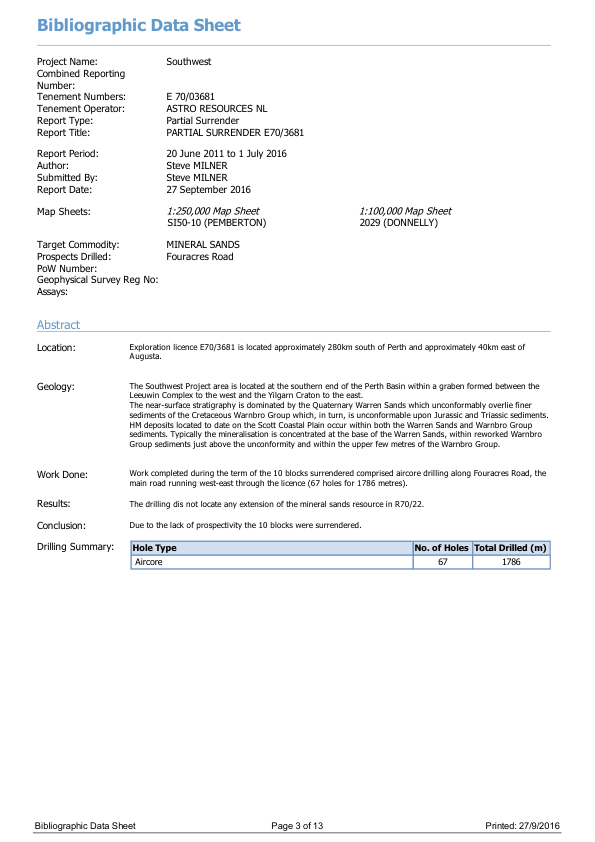 Bibliographic Data Sheet
Project Name: Southwest
Combined Reporting
Number:
Tenement Numbers: E 70/03681
Tenement Operator: ASTRO RESOURCES NL
Report Type: Partial Surrender
Report Title: PARTIAL SURRENDER E70/3681
Report Period: 20 June 2011 to 1 July 2016
Author: Steve MILNER
Submitted By: Steve MILNER
Report Date: 27 September 2016
Map Sheets: 1:250,000 Map Sheet 1:100,000 Map Sheet
SI50-10 (PEMBERTON) 2029 (DONNELLY)
Target Commodity: MINERAL SANDS
Prospects Drilled: Fouracres Road
PoW Number:
Geophysical Survey Reg No:
Assays:
Abstract
Location: Exploration licence E70/3681 is located approximately 280km south of Perth and approximately 40km east of
Augusta.
Geology: The Southwest Project area is located at the southern end of the Perth Basin within a graben formed between the
Leeuwin Complex to the west and the Yilgarn Craton to the east.
The near-surface stratigraphy is dominated by the Quaternary Warren Sands which unconformably overlie finer
sediments of the Cretaceous Warnbro Group which, in turn, is unconformable upon Jurassic and Triassic sediments.
HM deposits located to date on the Scott Coastal Plain occur within both the Warren Sands and Warnbro Group
sediments. Typically the mineralisation is concentrated at the base of the Warren Sands, within reworked Warnbro
Group sediments just above the unconformity and within the upper few metres of the Warnbro Group.
Work Done: Work completed during the term of the 10 blocks surrendered comprised aircore drilling along Fouracres Road, the
main road running west-east through the licence (67 holes for 1786 metres).
Results: The drilling dis not locate any extension of the mineral sands resource in R70/22.
Conclusion: Due to the lack of prospectivity the 10 blocks were surrendered.
Drilling Summary: Hole Type No. of Holes Total Drilled (m)
Aircore 67 1786
Bibliographic Data Sheet Page 3 of 13 Printed: 27/9/2016